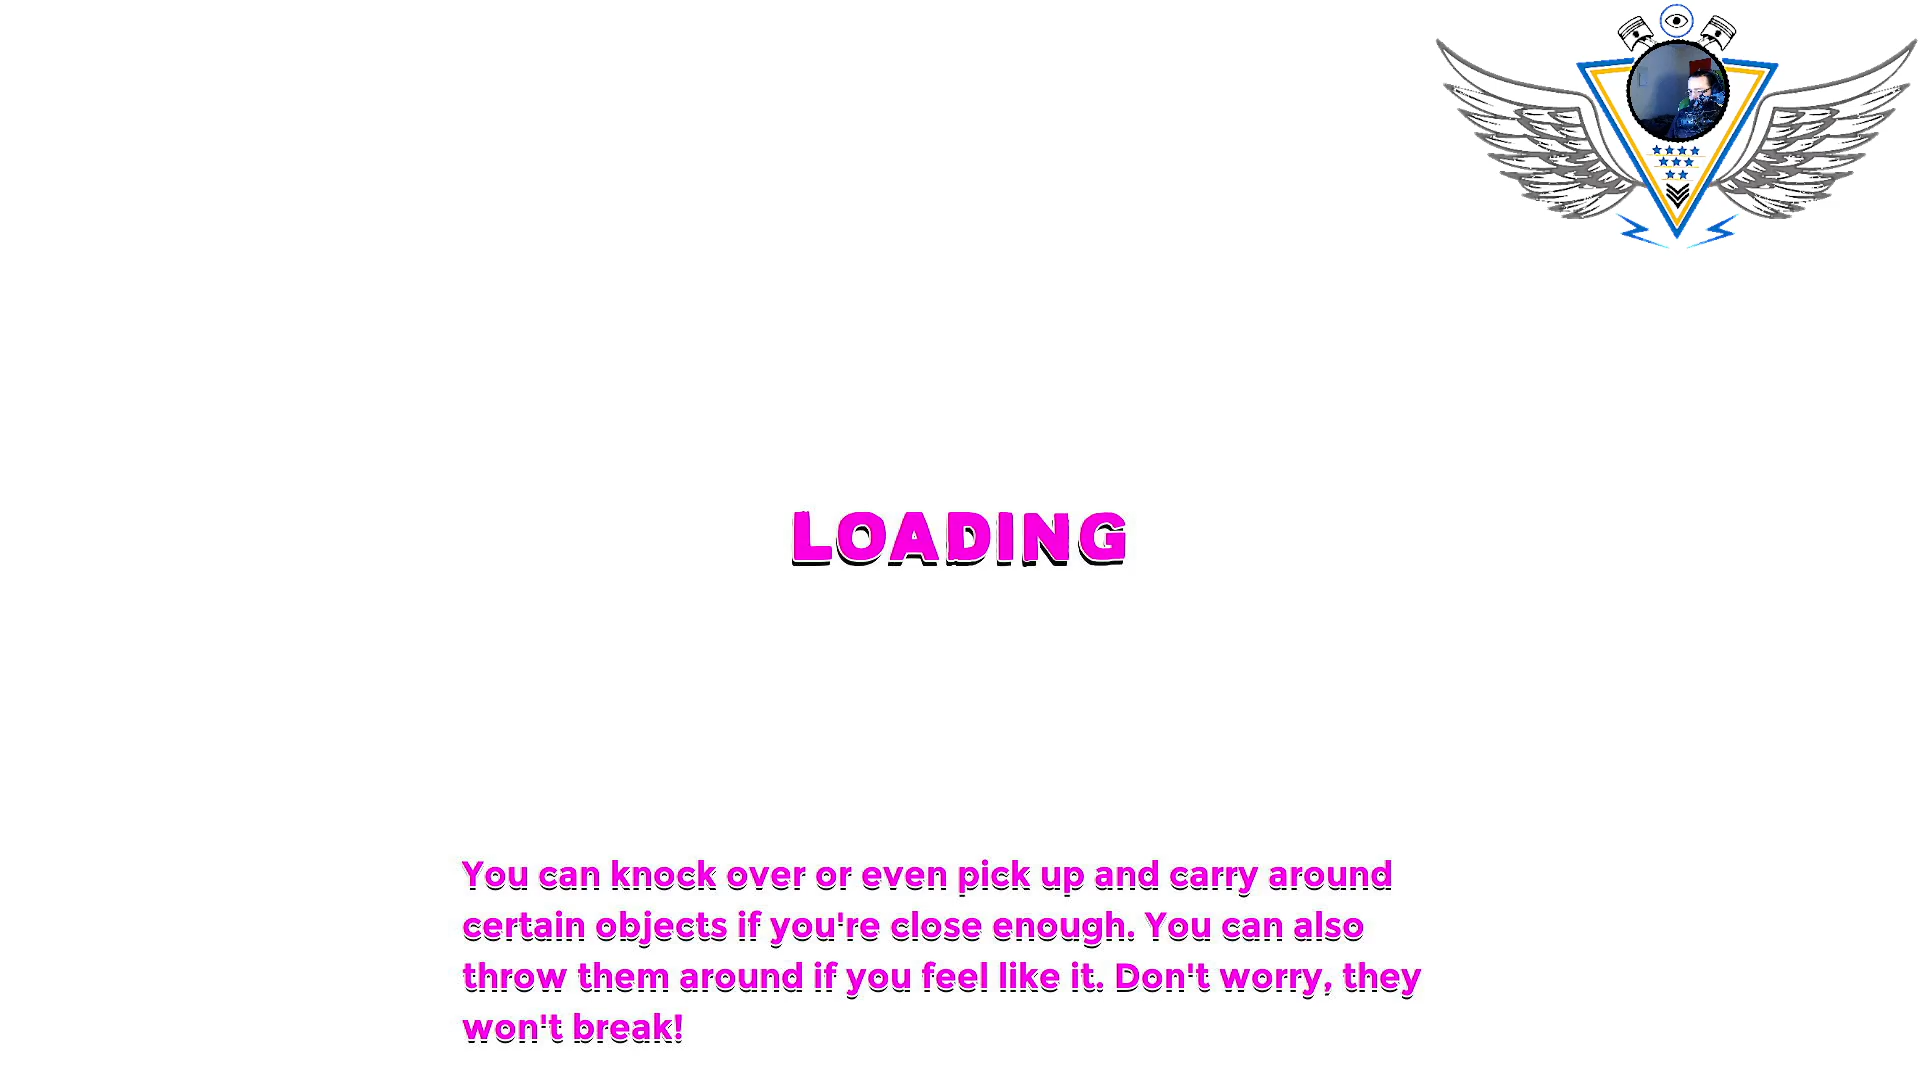 LOADING
You can knock over or even pick up and carry around
certain objects if you're close enough. You can also
throw them around if you feel like it. Don't worry, they
won't break!